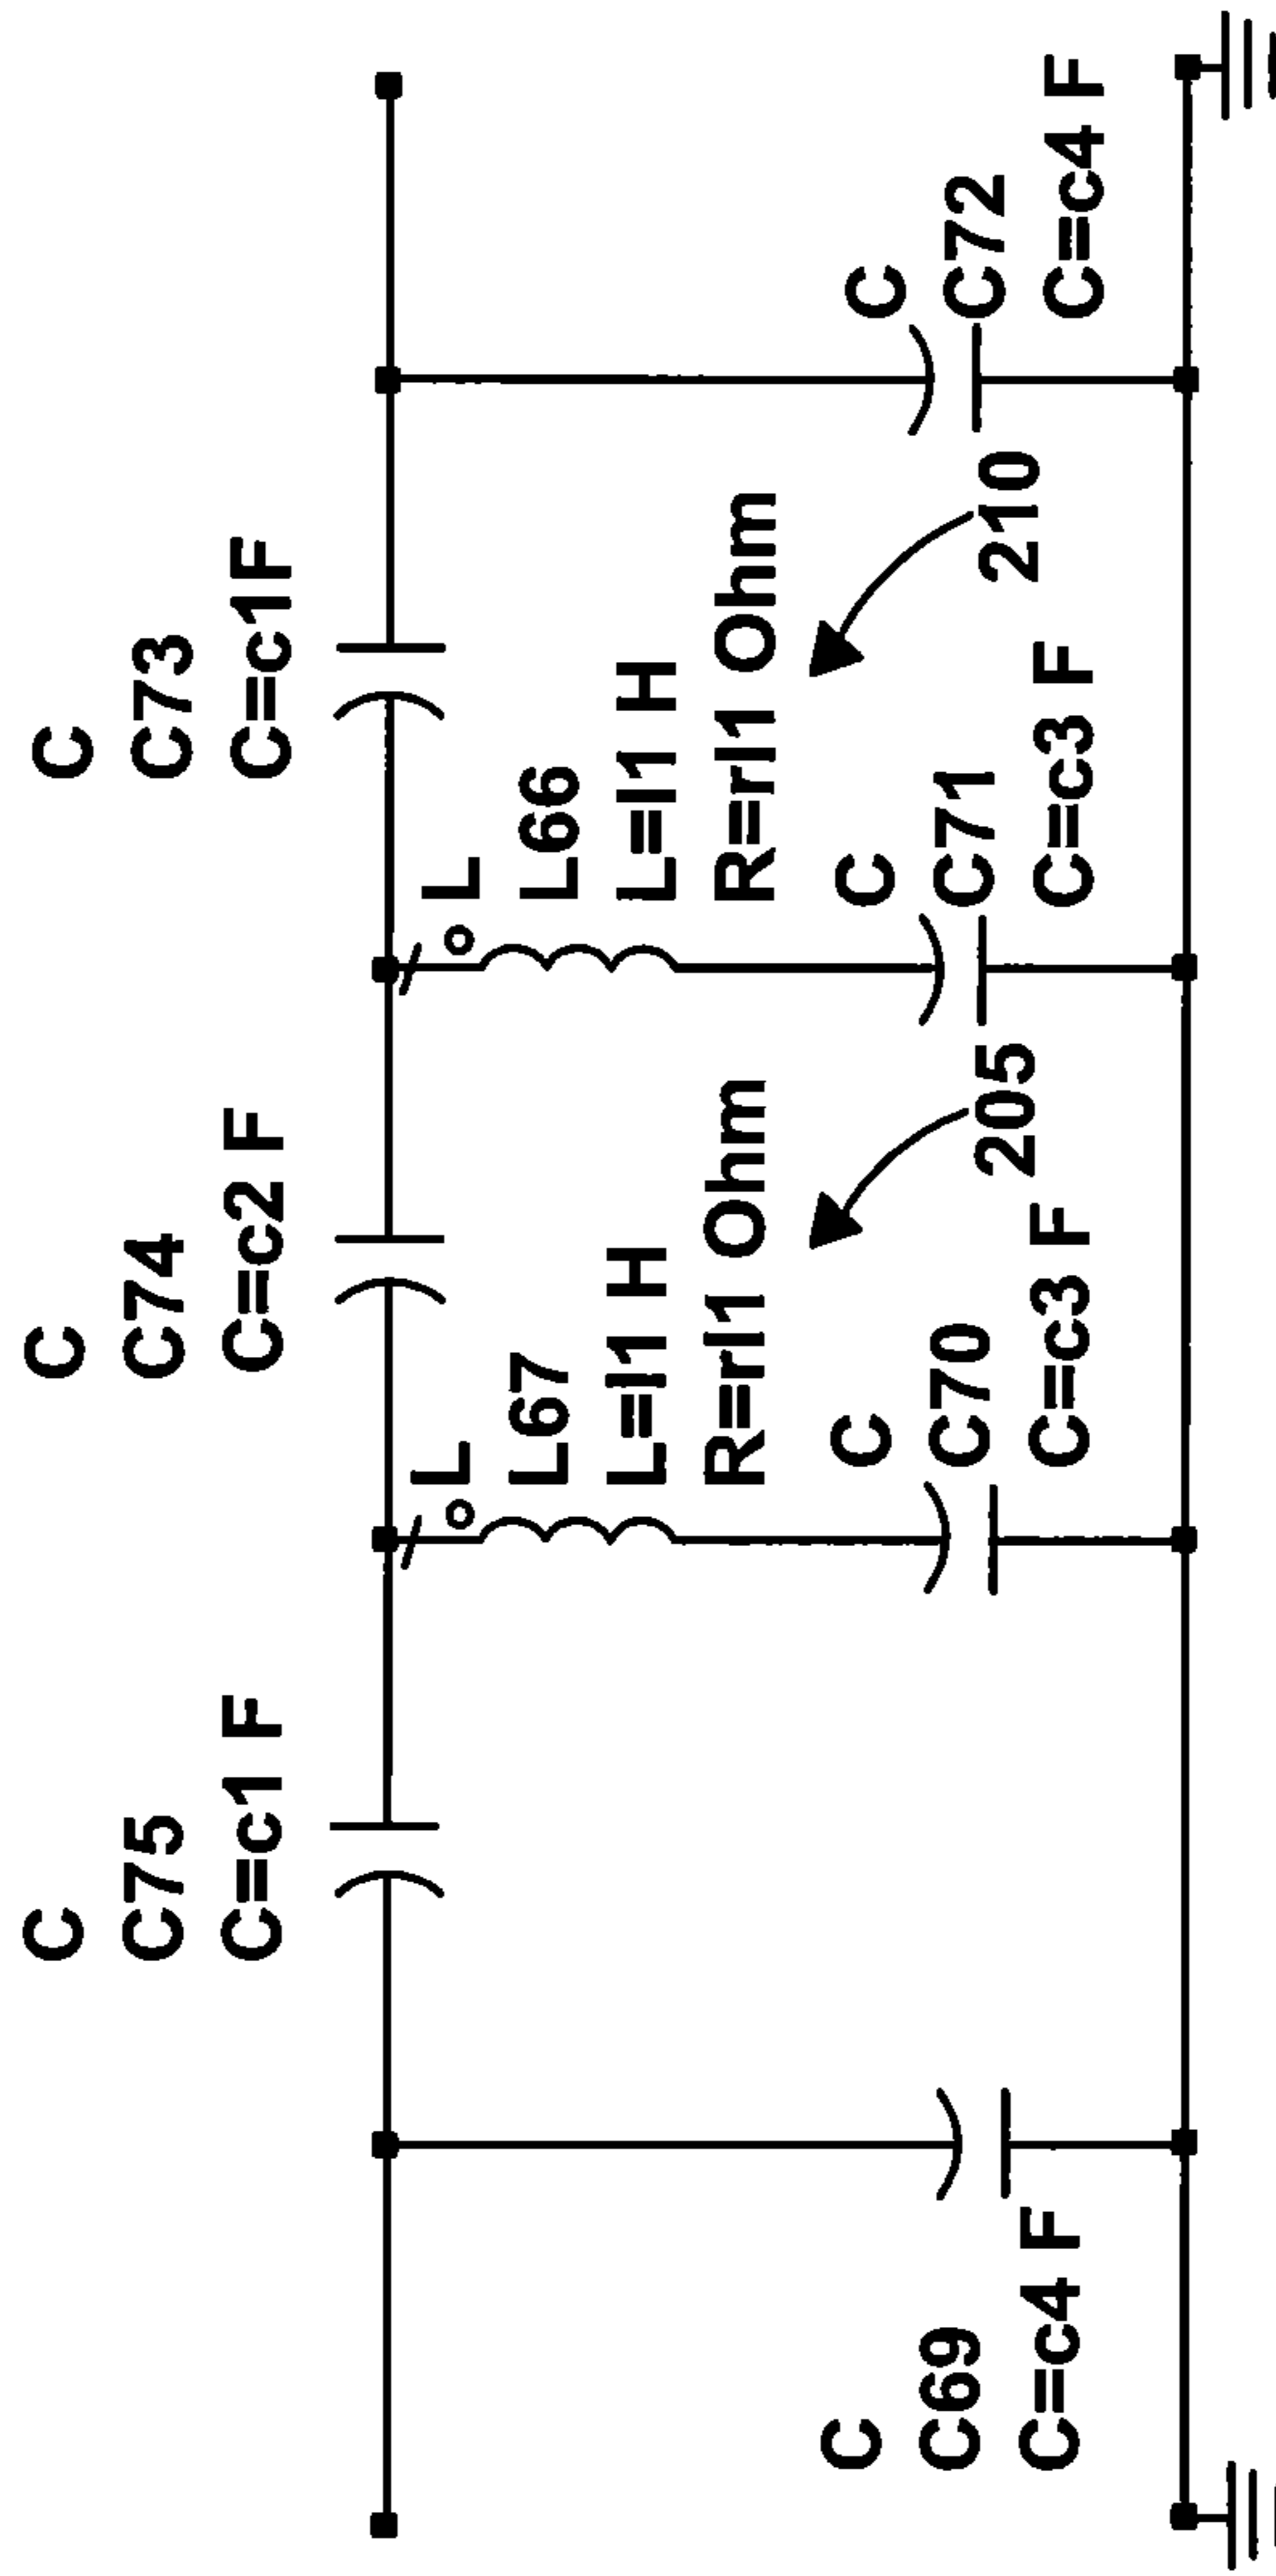 C
C75
C=c1 F
C
C74
C=c2 F
C
C73
C=c1F
L
L67
L=l1 H
R=rl1 Ohm
L
L66
L=l1 H
R=rl1 Ohm
C
C69
C=c4 F
C
C70
C=c3 F
205
C
C71
C=c3 F
210
C
C72
C=c4 F